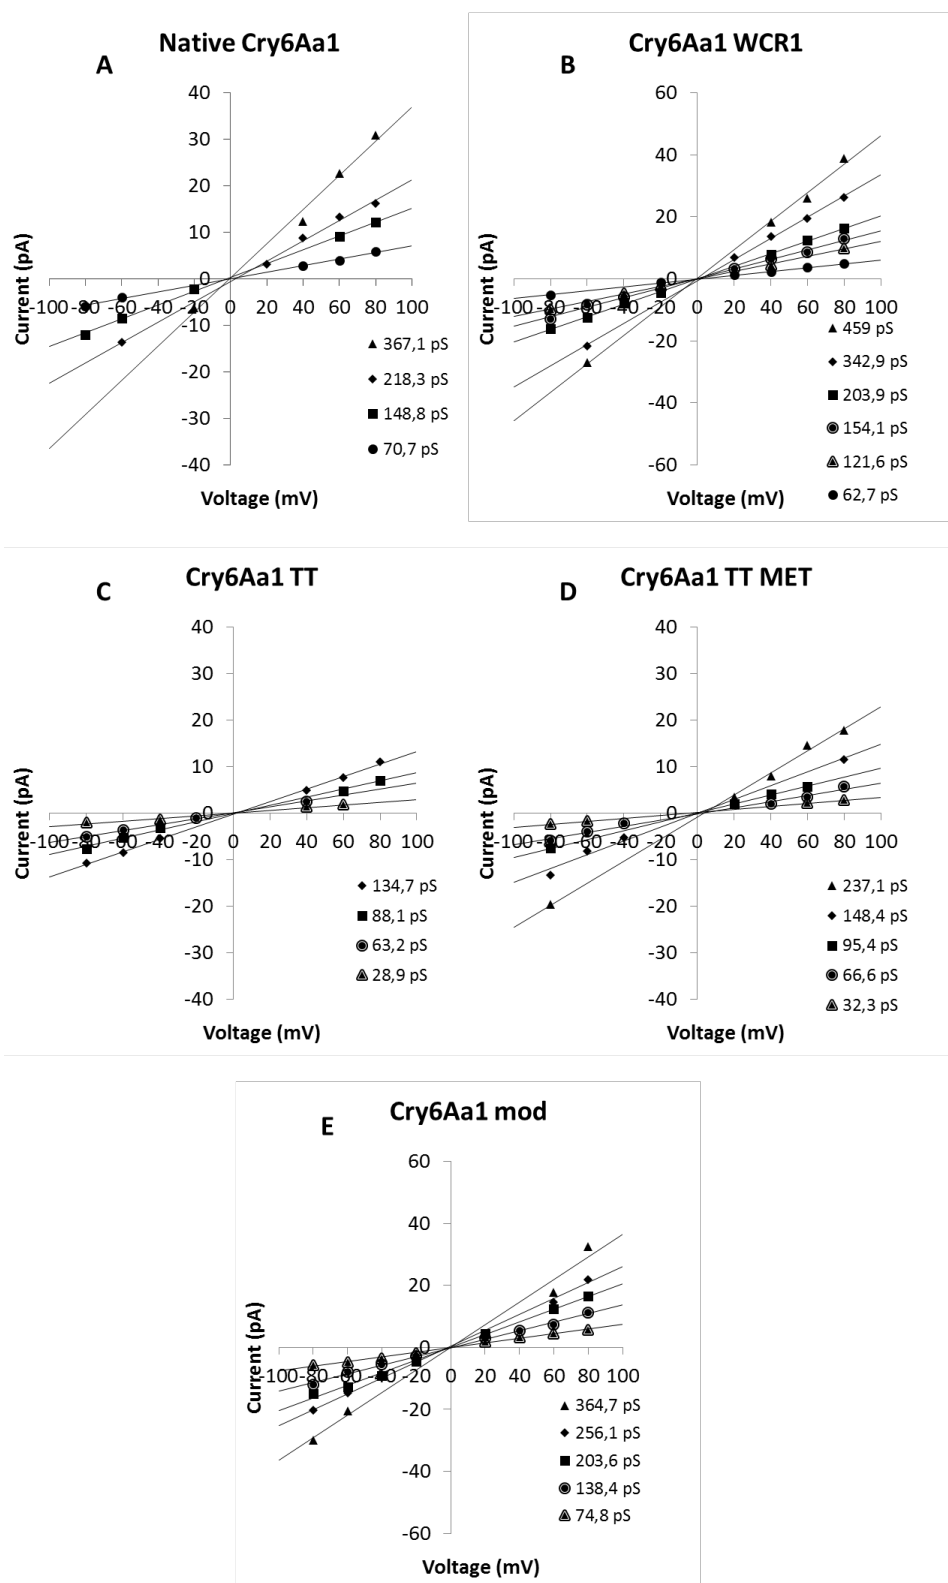 Native Cry6Aa1
A
40
30
20
10
0
-100 -80 -60 -40 -20 0 20 40 60 80 100
-10
-20
-30
-40
Current (pA)
Voltage (mV)
367,1 pS
218,3 pS
148,8 pS
70,7 pS
Cry6Aa1 WCR1
B
60
40
20
0
-100 -80 -60 -40 -20 0 20 40 60 80 100
-20
-40
-60
Current (pA)
Voltage (mV)
459 pS
342,9 pS
203,9 pS
154,1 pS
121,6 pS
62,7 pS
Cry6Aa1 TT
C
40
30
20
10
0
-100 -80 -60 -40 -20 0 20 40 60 80 100
-10
-20
-30
-40
Current (pA)
Voltage (mV)
134,7 pS
88,1 pS
63,2 pS
28,9 pS
Cry6Aa1 TT MET
D
40
30
20
10
0
-100 -80 -60 -40 -20 0 20 40 60 80 100
-10
-20
-30
-40
Current (pA)
Voltage (mV)
237,1 pS
148,4 pS
95,4 pS
66,6 pS
32,3 pS
Cry6Aa1 mod
E
60
40
20
0
-100 -80 -60 -40 -20 0 20 40 60 80 100
-20
-40
-60
Current (pA)
Voltage (mV)
364,7 pS
256,1 pS
203,6 pS
138,4 pS
74,8 pS